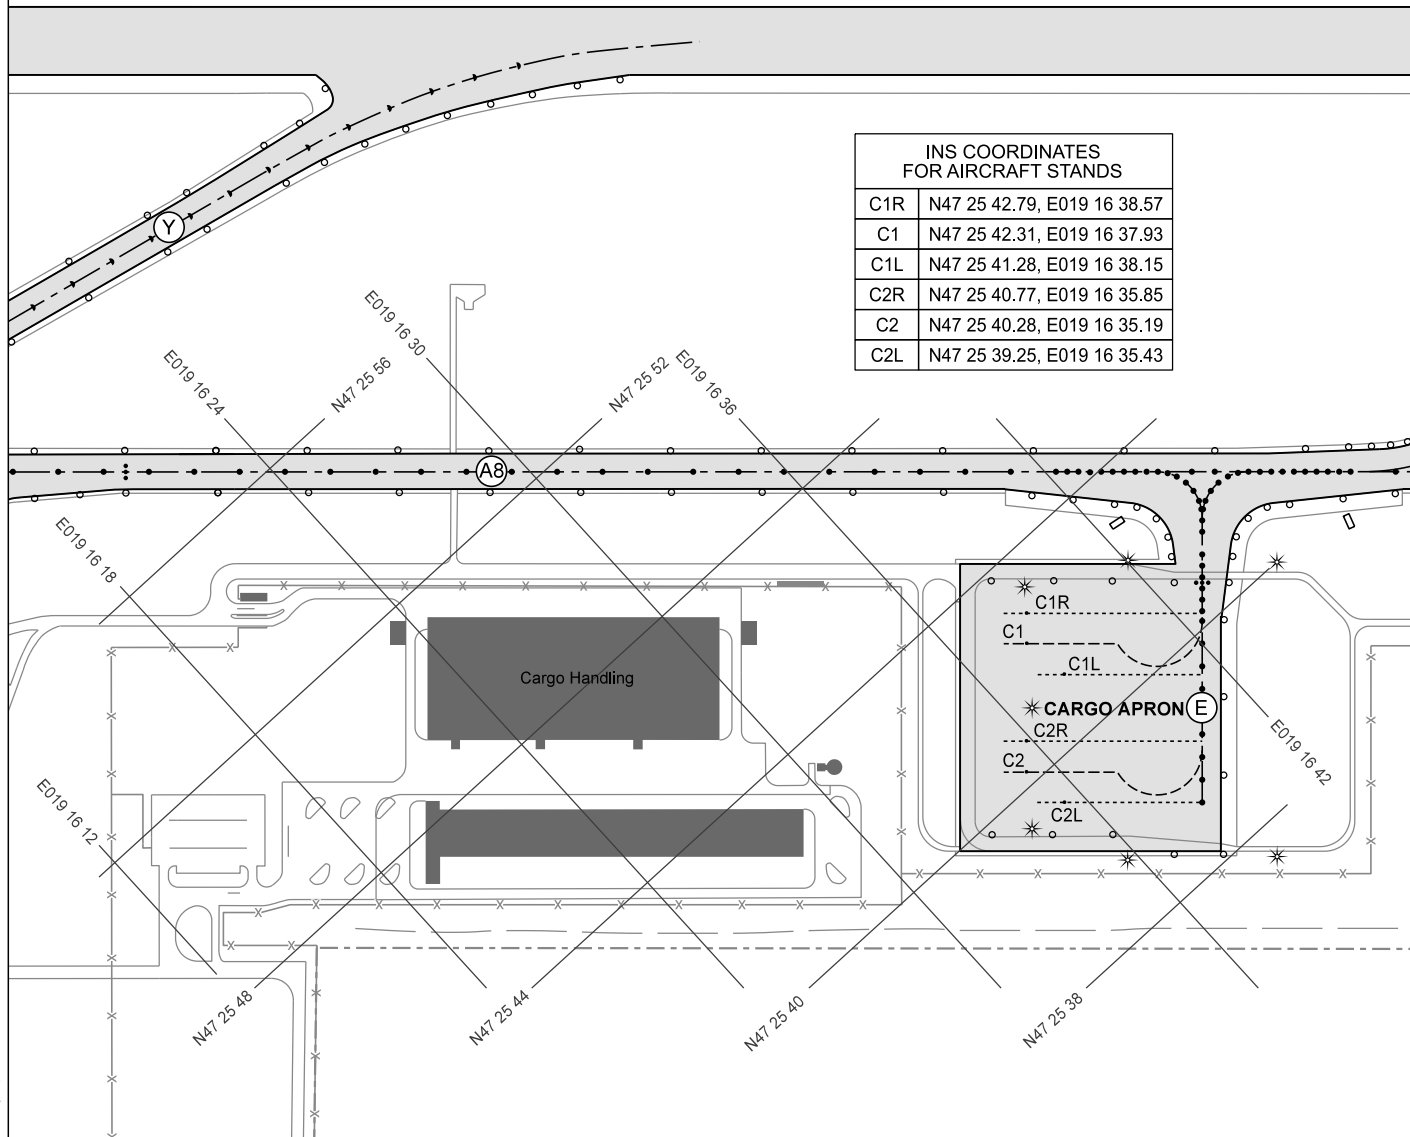 INS COORDINATES
FOR AIRCRAFT STANDS
C1R N47 25 42.79, E019 16 38.57
C1 N47 25 42.31, E019 16 37.93
C1L N47 25 41.28, E019 16 38.15
C2R N47 25 40.77, E019 16 35.85
C2 N47 25 40.28, E019 16 35.19
C2L N47 25 39.25, E019 16 35.43
Y
E019 16 30
E019 16 24
N47 25 56
N47 25 52
E019 16 36
A8
E019 16 18
C1R
C1
C1L
Cargo Handling
CARGO APRON
E
C2R
E019 16 42
C2
E019 16 12
C2L
N47 25 48
N47 25 44
N47 25 40
N47 25 38